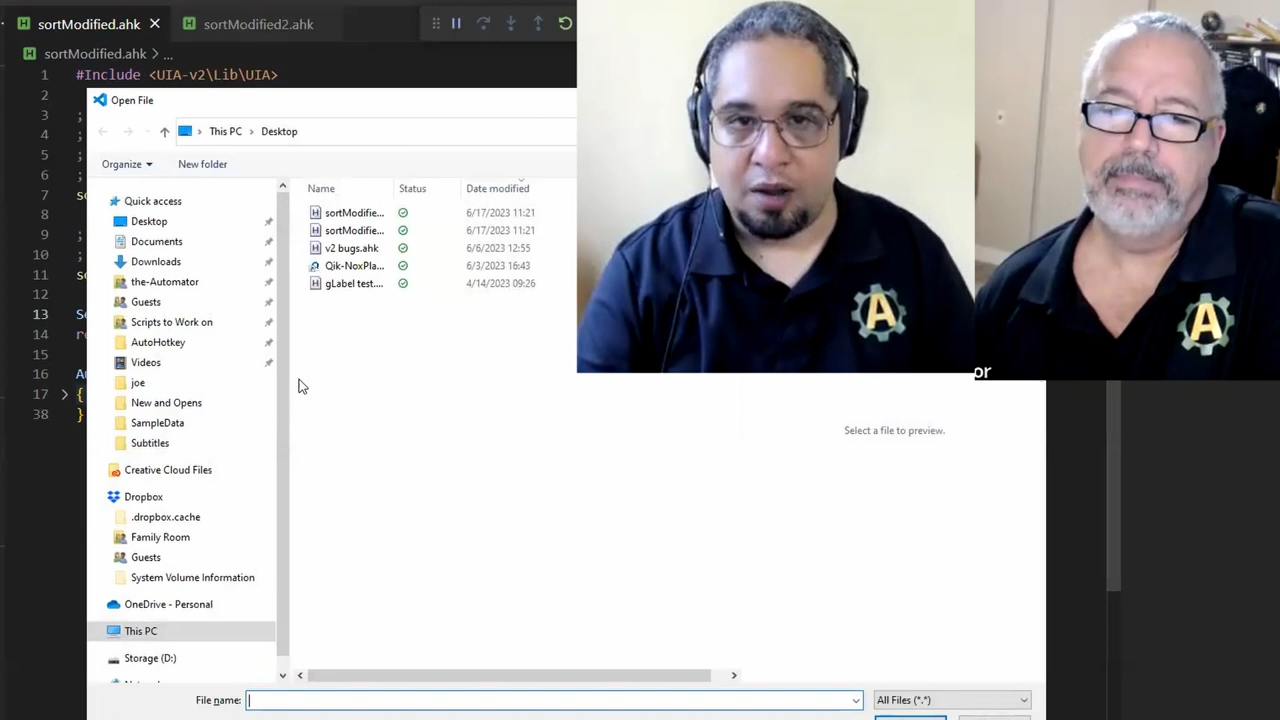 sortModified.ahk
sortModified2.ahk
sortModified.ahk > ...
1 #Include <UIA-v2\Lib\UIA>
2
3 ;
4 ;
5 ;
6 ;
7 so
8
9 ;
10 ;
11 so
12
13 Se
14 re
15
16 Au
17 {
38 }
Open File
This PC > Desktop
Organize
New folder
Quick access
Desktop
Documents
Downloads
the-Automator
Guests
Scripts to Work on
AutoHotkey
Videos
joe
New and Opens
SampleData
Subtitles
Creative Cloud Files
Dropbox
.dropbox.cache
Family Room
Guests
System Volume Information
OneDrive - Personal
This PC
Storage (D:)
Name Status Date modified
sortModifie... 6/17/2023 11:21
sortModifie... 6/17/2023 11:21
v2 bugs.ahk 6/6/2023 12:55
Qik-NoxPla... 6/3/2023 16:43
gLabel test.... 4/14/2023 09:26
Select a file to preview.
File name:
All Files (*.*)
A
A
or